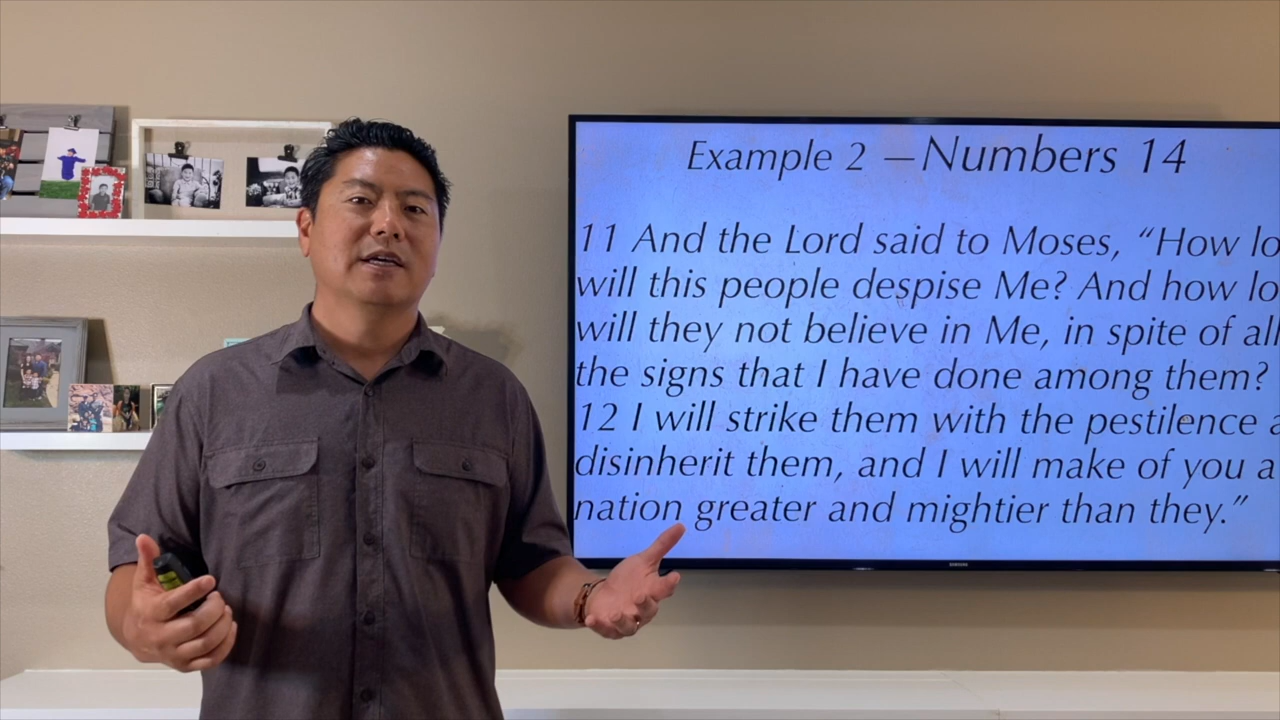 Example 2 —Numbers 14
11 And the Lord said to Moses, “How lo
will this people despise Me? And how lo
will they not believe in Me, in spite of all
the signs that I have done among them?
12 I will strike them with the pestilence a
disinherit them, and I will make of you a
nation greater and mightier than they.”
SAMSUNG